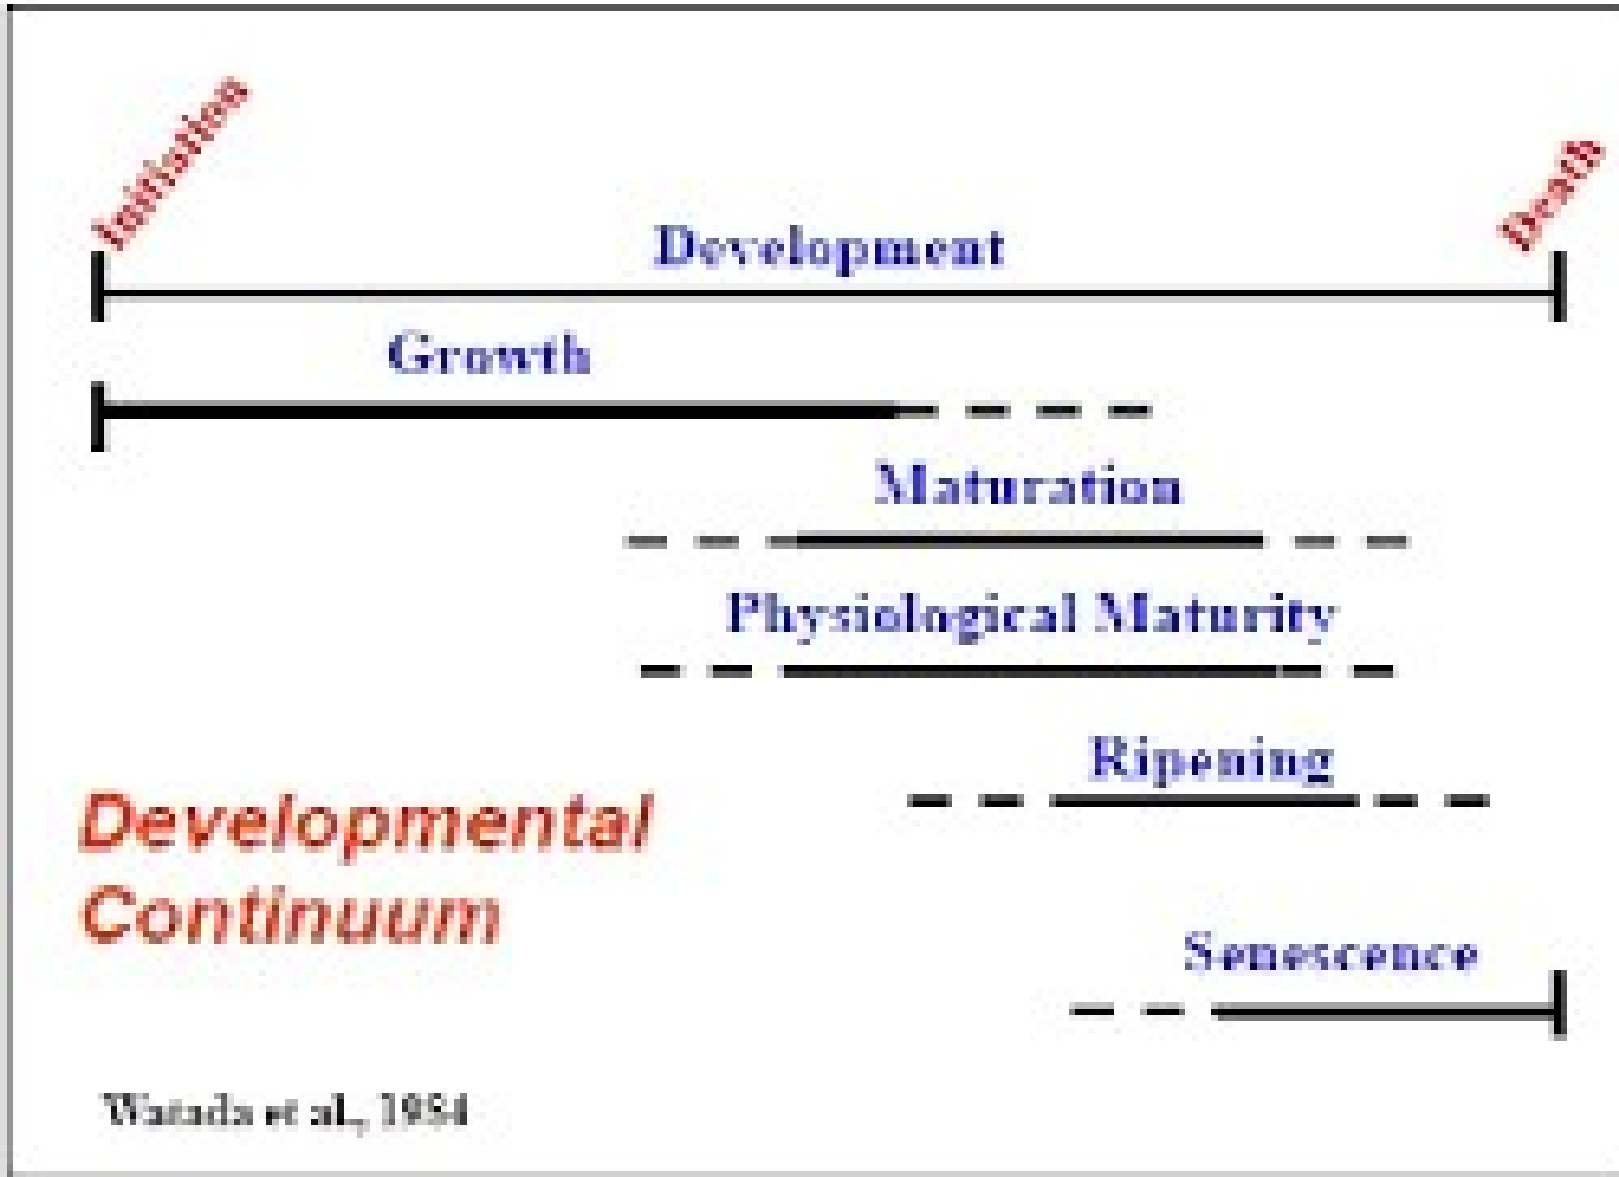 Initiation
Death
Development
Growth
Maturation
Physiological Maturity
Ripening
Developmental
Continuum
Senescence
Watada et al., 1984